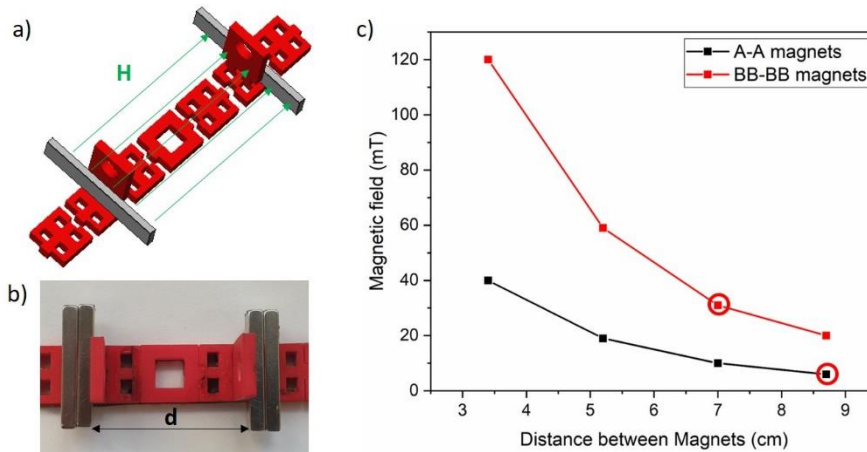 a)
H
b)
d
c)
A-A magnets
BB-BB magnets
Magnetic field (mT)
120
100
80
60
40
20
0
3
4
5
6
7
8
9
Distance between Magnets (cm)